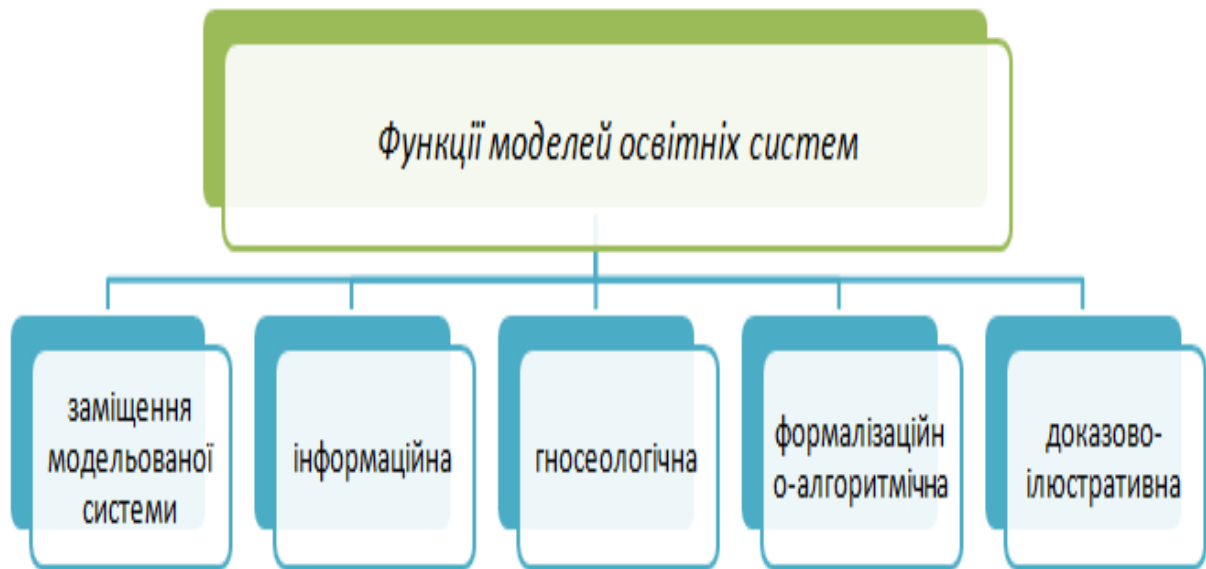 Функції моделей освітніх систем
заміщення
модельованої
системи
інформаційна
гносеологічна
формалізаційн
о-алгоритмічна
доказово-
ілюстративна